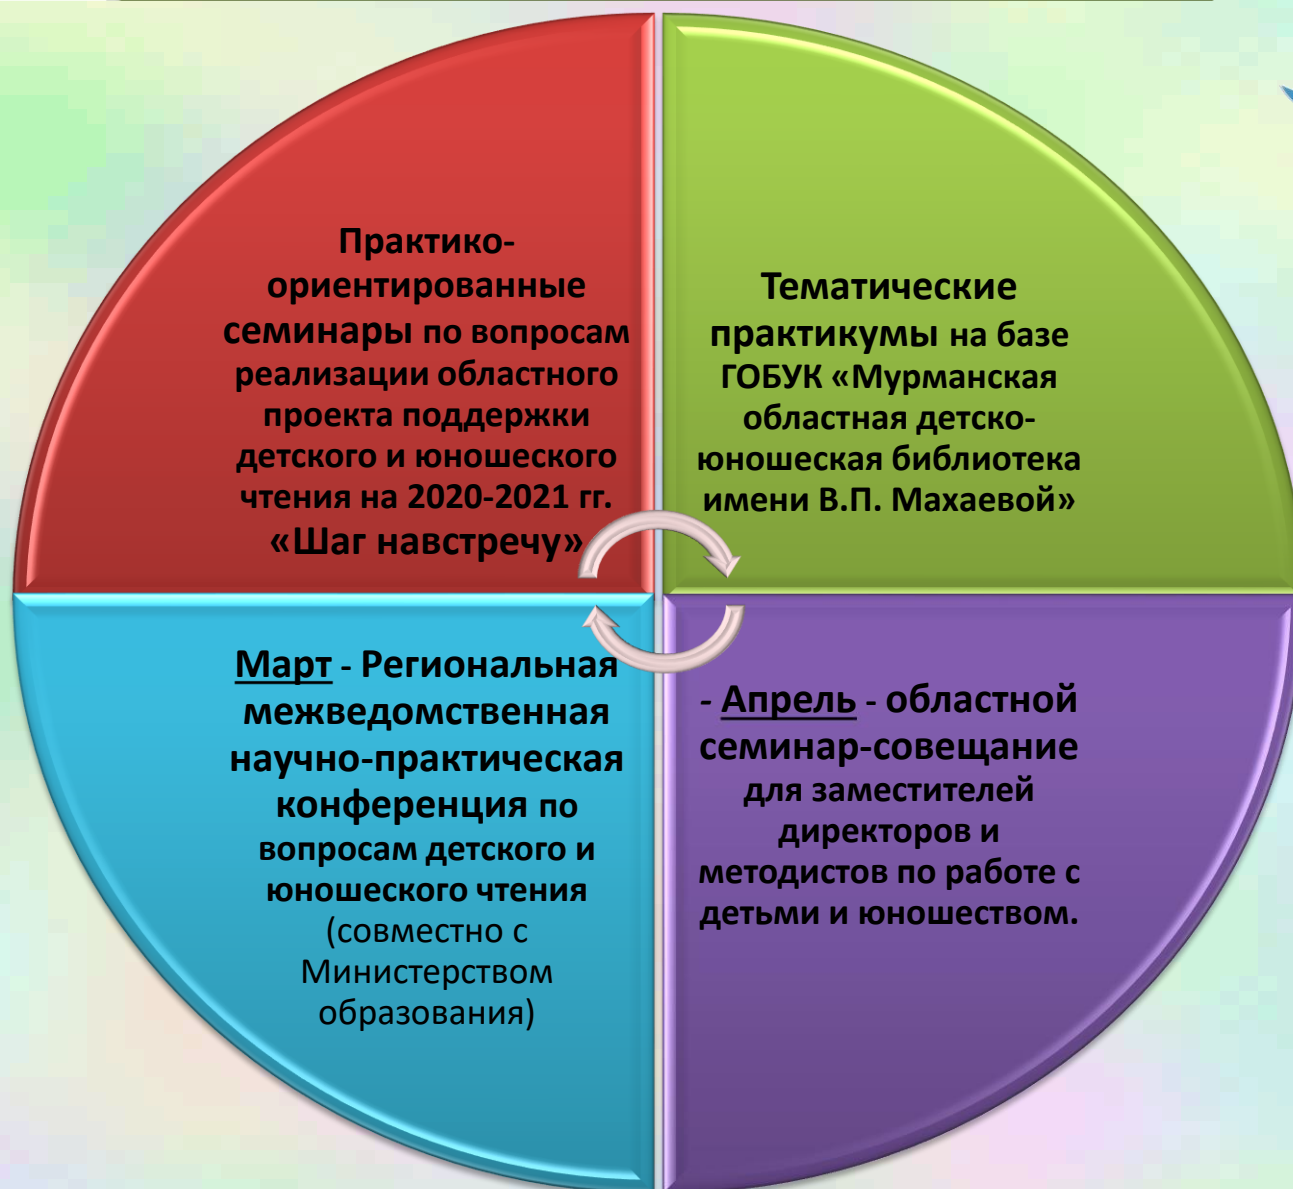 Практико-
ориентированные
семинары по вопросам
реализации областного
проекта поддержки
детского и юношеского
чтения на 2020-2021 гг.
«Шаг навстречу»
Тематические
практикумы на базе
ГОБУК «Мурманская
областная детско-
юношеская библиотека
имени В.П. Махаевой»
Март - Региональная
межведомственная
научно-практическая
конференция по
вопросам детского и
юношеского чтения
(совместно с
Министерством
образования)
- Апрель - областной
семинар-совещание
для заместителей
директоров и
методистов по работе с
детьми и юношеством.